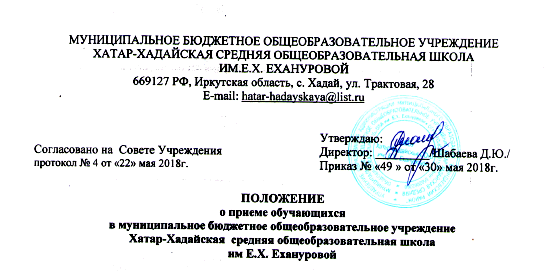 МУНИЦИПАЛЬНОЕ БЮДЖЕТНОЕ ОБЩЕОБРАЗОВАТЕЛЬНОЕ УЧРЕЖДЕНИЕ
ХАТАР-ХАДАЙСКАЯ СРЕДНЯЯ ОБЩЕОБРАЗОВАТЕЛЬНАЯ ШКОЛА
ИМ.Е.Х. ЕХАНУРОВОЙ
669127 РФ, Иркутская область, с. Хадай, ул. Трактовая, 28
E-mail: hatar-hadayskaya@list.ru
Утверждаю:
Согласовано на Совете Учреждения Директор: /Шабаева Д.Ю./
протокол № 4 от «22» мая 2018г. Приказ № «49 » от «30» мая 2018г.
ПОЛОЖЕНИЕ
о приеме обучающихся
в муниципальное бюджетное общеобразовательное учреждение
Хатар-Хадайская средняя общеобразовательная школа
им Е.Х. Ехануровой